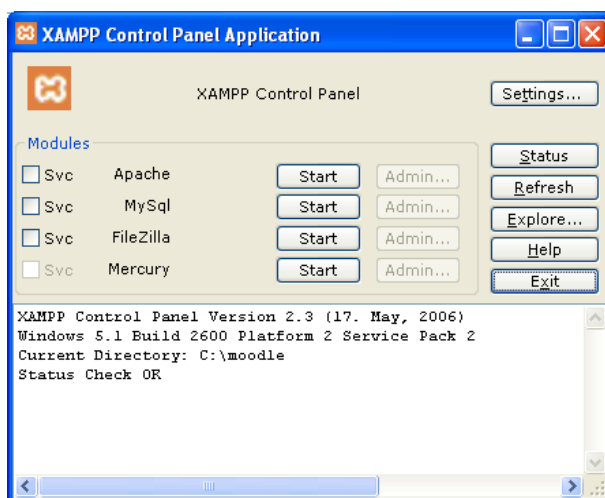 XAMPP Control Panel Application
XAMPP Control Panel
Settings...
Modules
Svc Apache Start Admin...
Svc MySql Start Admin...
Svc FileZilla Start Admin...
Svc Mercury Start Admin...
Status
Refresh
Explore...
Help
Exit
XAMPP Control Panel Version 2.3 (17. May, 2006)
Windows 5.1 Build 2600 Platform 2 Service Pack 2
Current Directory: C:\moodle
Status Check OK